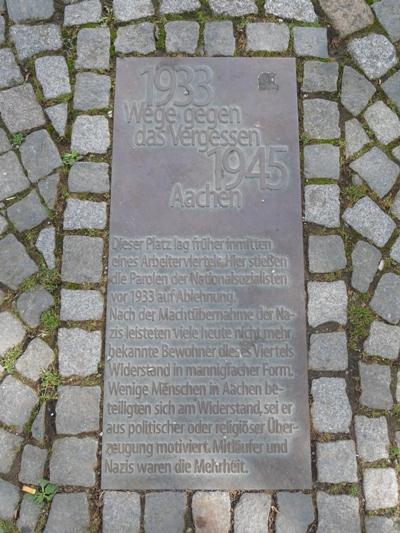 1933
Wege gegen
das Vergessen
1945
Aachen
Dieser Platz lag früher inmitten
eines Arbeiterviertels. Hier stießen
die Parolen der Nationalsozialisten
vor 1933 auf Ablehnung.
Nach der Machtübernahme der Na-
zis leisteten viele heute nicht mehr
bekannte Bewohner dieses Viertels
Widerstand in mannigfacher Form.
Wenige Menschen in Aachen be-
teiligten sich am Widerstand, sei er
aus politischer oder religiöser Über-
zeugung motiviert. Mitläufer und
Nazis waren die Mehrheit.